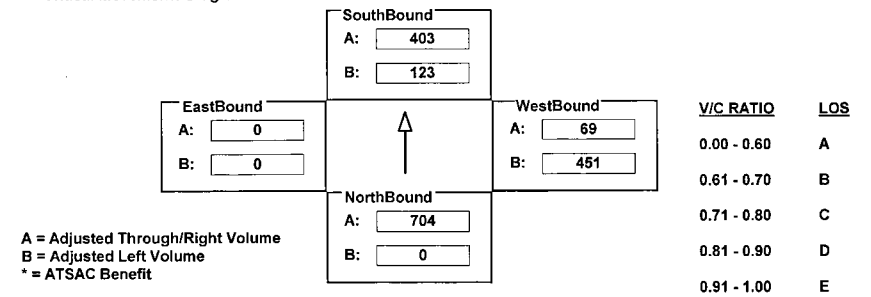 SouthBound
A: 403
B: 123
EastBound
A: 0
B: 0
WestBound
A: 69
B: 451
NorthBound
A: 704
B: 0
A = Adjusted Through/Right Volume
B = Adjusted Left Volume
* = ATSAC Benefit
V/C RATIO LOS
0.00 - 0.60 A
0.61 - 0.70 B
0.71 - 0.80 C
0.81 - 0.90 D
0.91 - 1.00 E